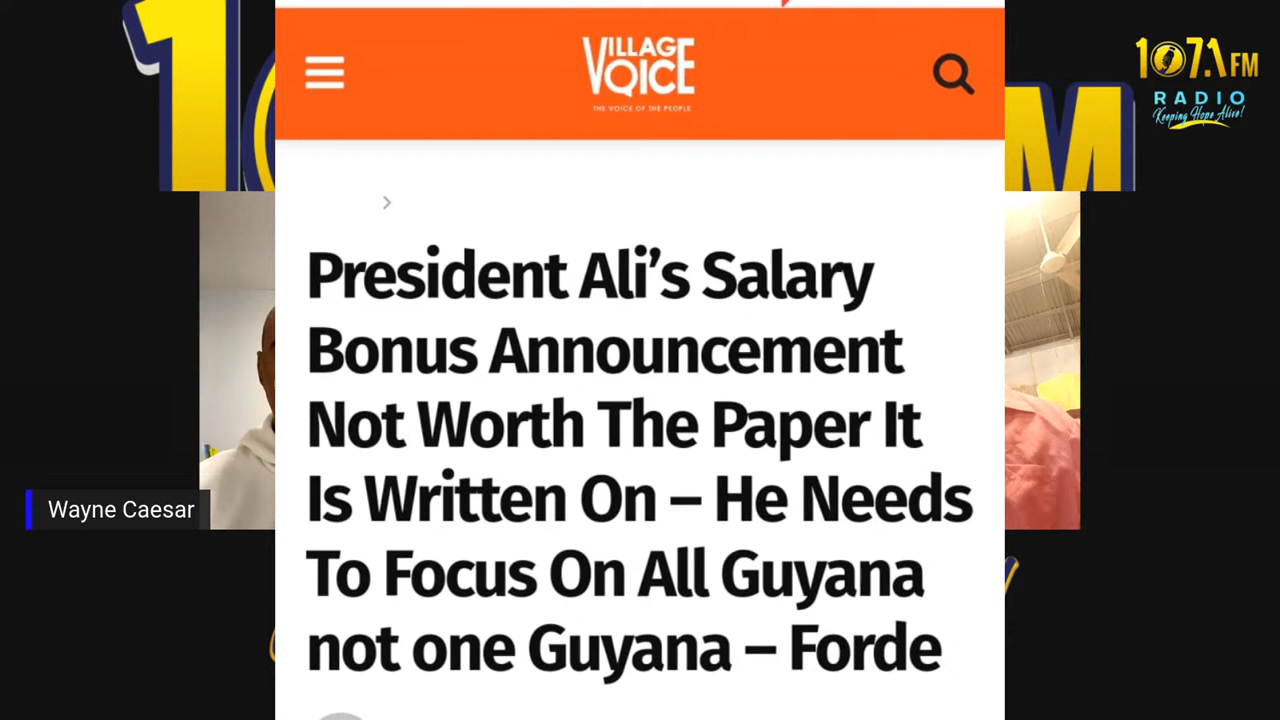 VILLAGE
VOICE
THE VOICE OF THE PEOPLE
107.1 FM
RADIO
Keeping Hope Alive!
President Ali’s Salary
Bonus Announcement
Not Worth The Paper It
Is Written On – He Needs
To Focus On All Guyana
not one Guyana – Forde
Wayne Caesar